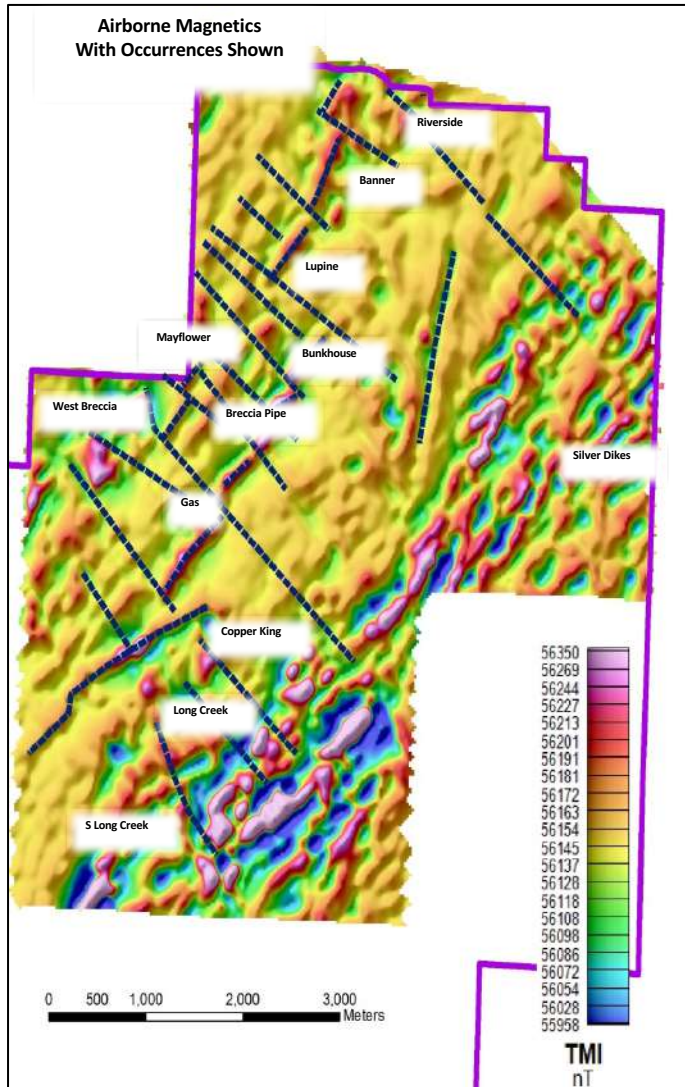 Airborne Magnetics
With Occurrences Shown
Riverside
Banner
Lupine
Mayflower
Bunkhouse
West Breccia
Breccia Pipe
Silver Dikes
Gas
Copper King
Long Creek
S Long Creek
56350
56269
56244
56227
56213
56201
56191
56181
56172
56163
56154
56145
56137
56128
56118
56108
56098
56086
56072
56054
56028
55958
TMI
nT
0 500 1,000 2,000 3,000
Meters